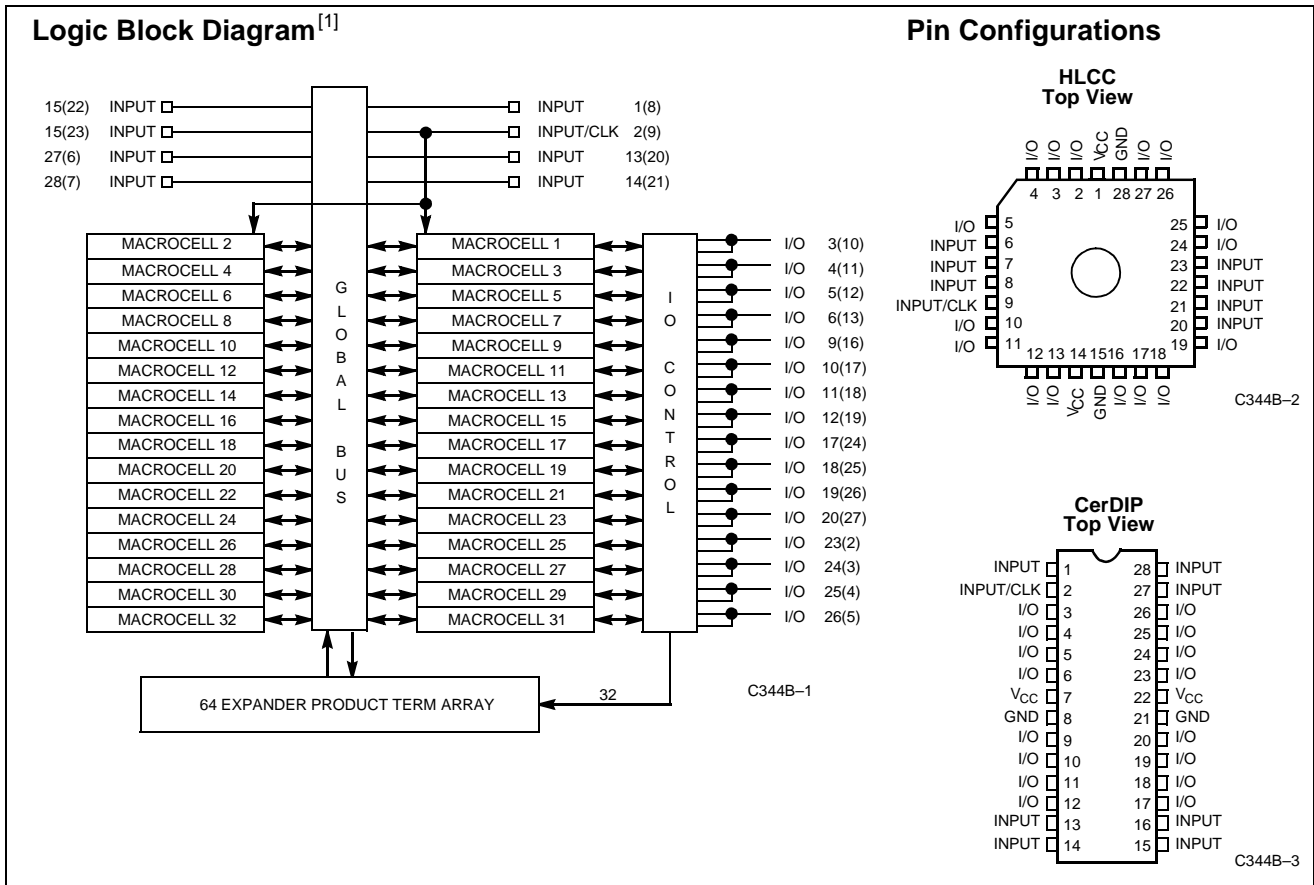 Logic Block Diagram[1]
15(22) INPUT
15(23) INPUT
27(6) INPUT
28(7) INPUT
INPUT 1(8)
INPUT/CLK 2(9)
INPUT 13(20)
INPUT 14(21)
MACROCELL 2
MACROCELL 4
MACROCELL 6
MACROCELL 8
MACROCELL 10
MACROCELL 12
MACROCELL 14
MACROCELL 16
MACROCELL 18
MACROCELL 20
MACROCELL 22
MACROCELL 24
MACROCELL 26
MACROCELL 28
MACROCELL 30
MACROCELL 32
GLOBAL BUS
MACROCELL 1
MACROCELL 3
MACROCELL 5
MACROCELL 7
MACROCELL 9
MACROCELL 11
MACROCELL 13
MACROCELL 15
MACROCELL 17
MACROCELL 19
MACROCELL 21
MACROCELL 23
MACROCELL 25
MACROCELL 27
MACROCELL 29
MACROCELL 31
IO CONTROL
I/O 3(10)
I/O 4(11)
I/O 5(12)
I/O 6(13)
I/O 9(16)
I/O 10(17)
I/O 11(18)
I/O 12(19)
I/O 17(24)
I/O 18(25)
I/O 19(26)
I/O 20(27)
I/O 23(2)
I/O 24(3)
I/O 25(4)
I/O 26(5)
64 EXPANDER PRODUCT TERM ARRAY
32
C344B–1
Pin Configurations
HLCC
Top View
I/O I/O I/O VCC GND I/O I/O
4 3 2 1 28 27 26
I/O 5
INPUT 6
INPUT 7
INPUT 8
INPUT/CLK 9
I/O 10
I/O 11
25 I/O
24 I/O
23 INPUT
22 INPUT
21 INPUT
20 INPUT
19 I/O
12 13 14 15 16 17 18
I/O I/O VCC GND I/O I/O I/O
C344B–2
CerDIP
Top View
INPUT 1 28 INPUT
INPUT/CLK 2 27 INPUT
I/O 3 26 I/O
I/O 4 25 I/O
I/O 5 24 I/O
I/O 6 23 I/O
VCC 7 22 VCC
GND 8 21 GND
I/O 9 20 I/O
I/O 10 19 I/O
I/O 11 18 I/O
I/O 12 17 I/O
INPUT 13 16 INPUT
INPUT 14 15 INPUT
C344B–3